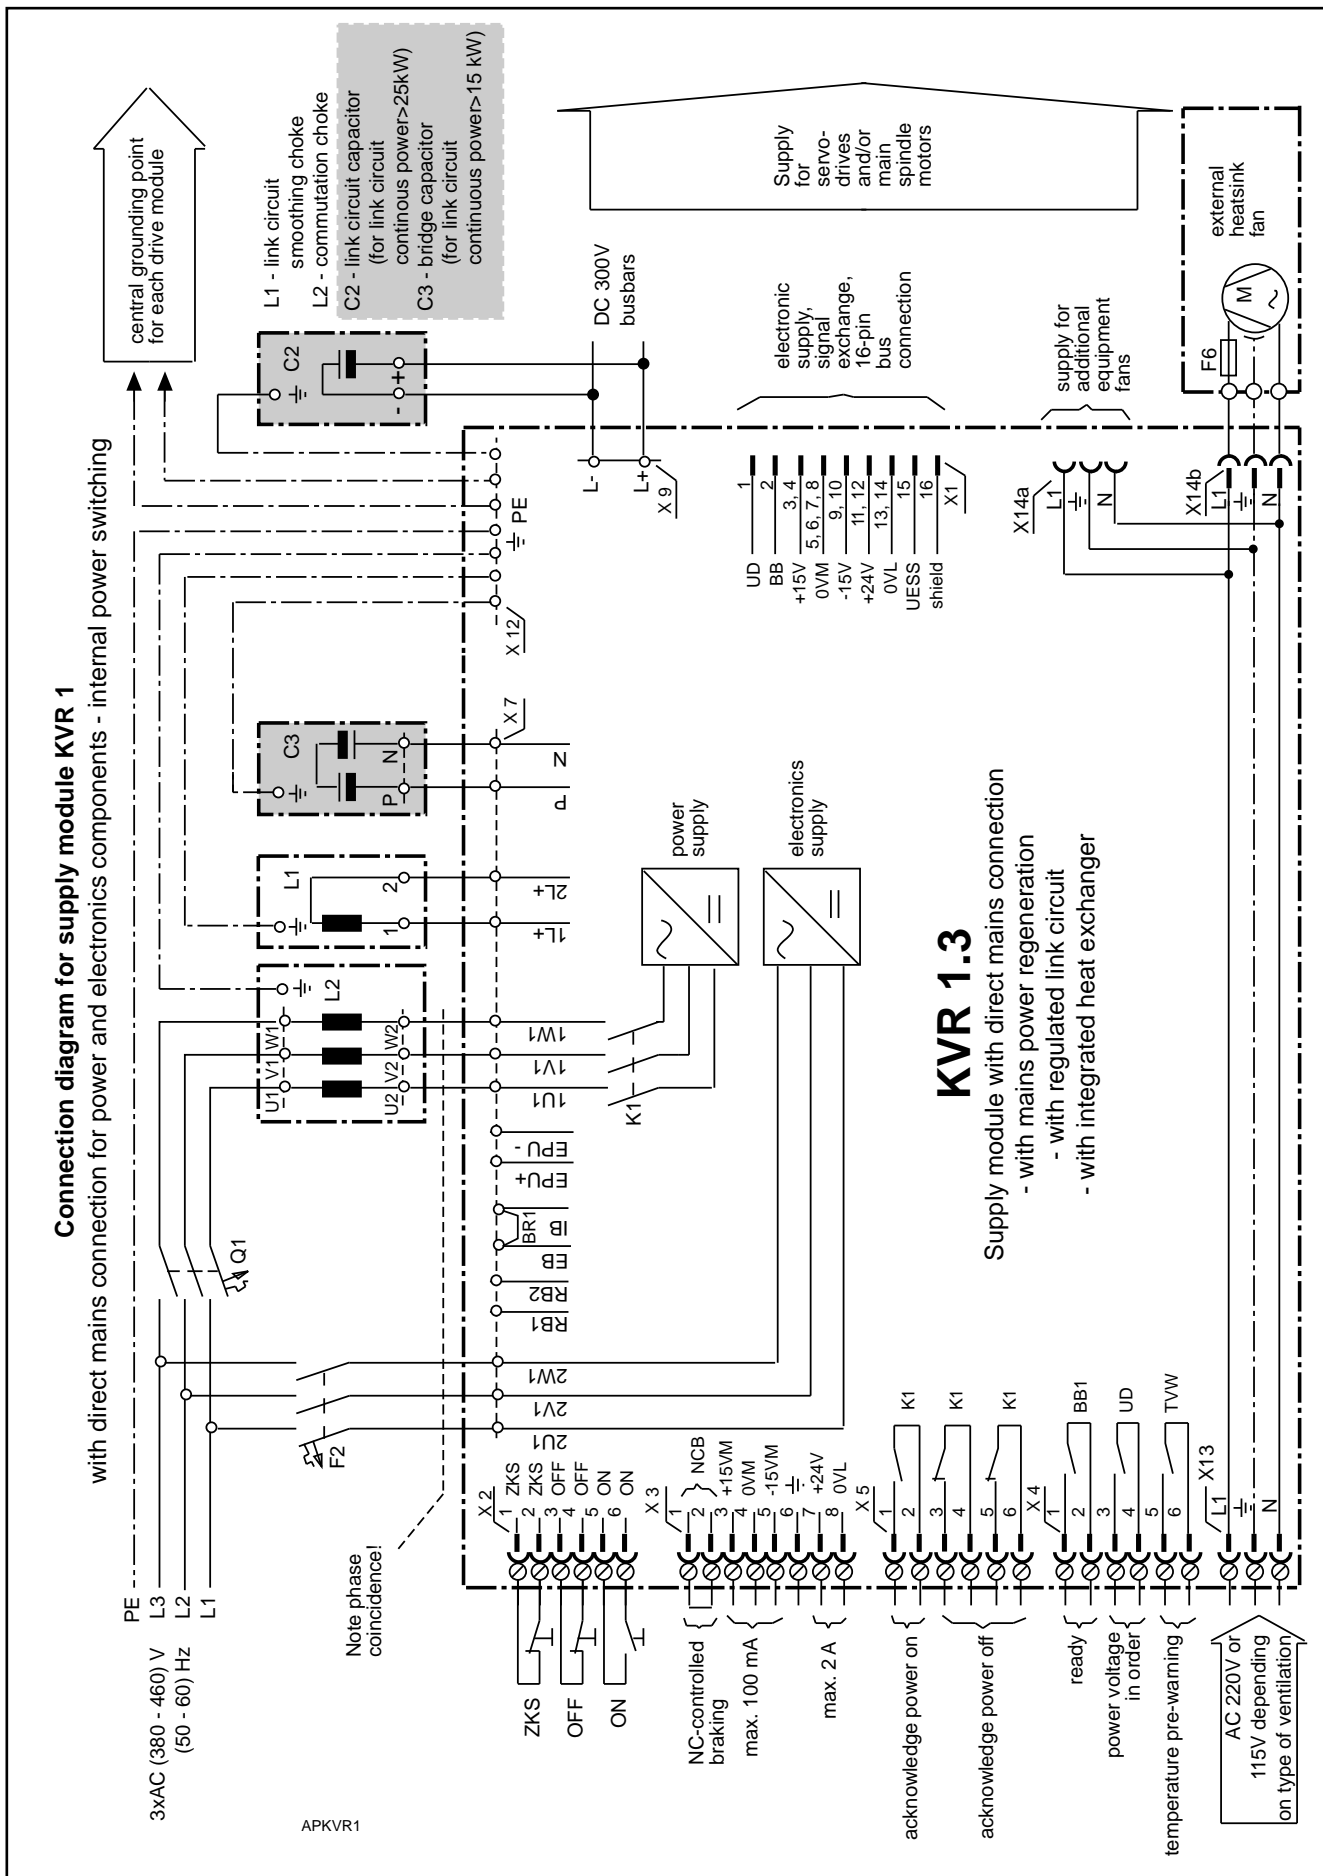 Connection diagram for supply module KVR 1
with direct mains connection for power and electronics components - internal power switching
PE
L3
L2
L1
3xAC (380 - 460) V
(50 - 60) Hz
central grounding point
for each drive module
L1 - link circuit
smoothing choke
L2 - commutation choke
C2 - link circuit capacitor
(for link circuit
continous power>25kW)
C3 - bridge capacitor
(for link circuit
continuous power>15 kW)
Q1
F2
Note phase
coincidence!
L2
U1 V1 W1
U2 V2 W2
L1
1 2
C3
P N
C2
- +
DC 300V
busbars
2U1
2V1
2W1
RB1
RB2
EB
IB
BR1
EPU+
EPU -
1U1
1V1
1W1
1L+
2L+
P
N
X 7
X 12
PE
L-
L+
X 9
K1
power
supply
electronics
supply
X 2
1 ZKS
2 ZKS
3 OFF
4 OFF
5 ON
6 ON
ZKS
OFF
ON
X 3
1
2
NCB
3 +15VM
4 0VM
5 -15VM
6
7 +24V
8 0VL
NC-controlled
braking
max. 100 mA
max. 2 A
X 5
1
2
K1
3
4
K1
5
6
K1
acknowledge power on
acknowledge power off
X 4
1
2
BB1
3
4
UD
5
6
TVW
ready
power voltage
in order
temperature pre-warning
X13
L1
N
AC 220V or
115V depending
on type of ventilation
KVR 1.3
Supply module with direct mains connection
- with mains power regeneration
- with regulated link circuit
- with integrated heat exchanger
UD 1
BB 2
+15V 3, 4
0VM 5, 6, 7, 8
-15V 9, 10
+24V 11, 12
0VL 13, 14
UESS 15
shield 16
X1
electronic
supply,
signal
exchange,
16-pin
bus
connection
Supply
for
servo-
drives
and/or
main
spindle
motors
X14a
L1
N
supply for
additional
equipment
fans
X14b
L1
N
F6
M
external
heatsink
fan
APKVR1